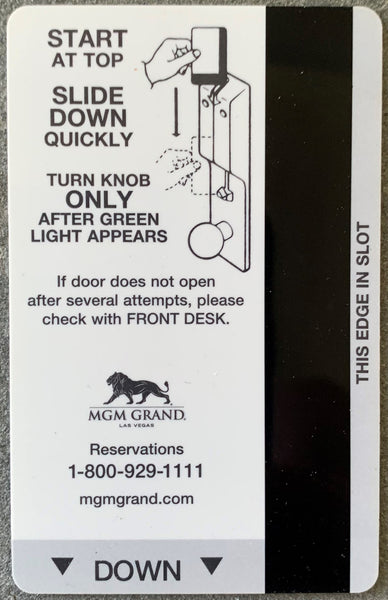 START
AT TOP
SLIDE
DOWN
QUICKLY
TURN KNOB
ONLY
AFTER GREEN
LIGHT APPEARS
If door does not open
after several attempts, please
check with FRONT DESK.
MGM GRAND.
LAS VEGAS
Reservations
1-800-929-1111
mgmgrand.com
▼ DOWN ▼
THIS EDGE IN SLOT